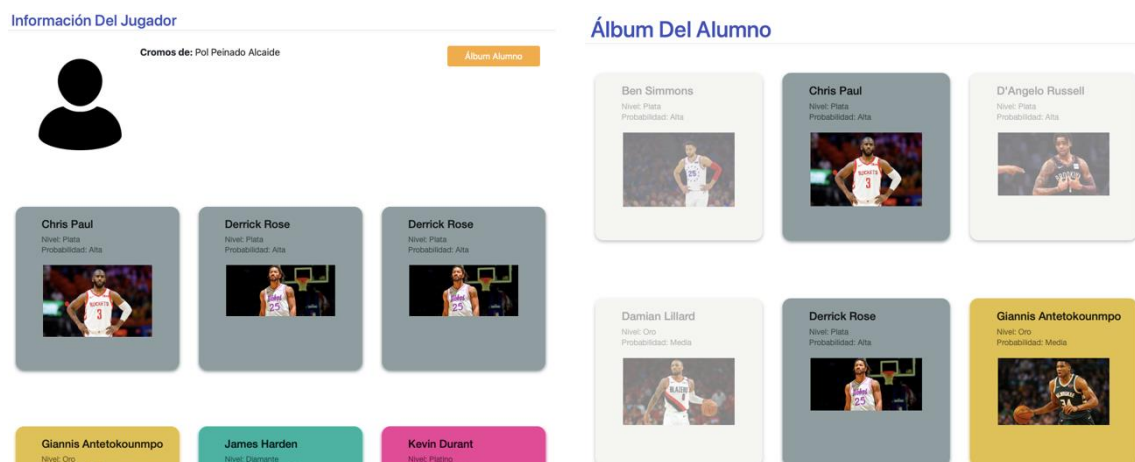 Información Del Jugador
Cromos de: Pol Peinado Alcaide
Álbum Alumno
Chris Paul
Nivel: Plata
Probabilidad: Alta
Derrick Rose
Nivel: Plata
Probabilidad: Alta
Derrick Rose
Nivel: Plata
Probabilidad: Alta
Giannis Antetokounmpo
Nivel: Oro
James Harden
Nivel: Diamante
Kevin Durant
Nivel: Platino
Álbum Del Alumno
Ben Simmons
Nivel: Plata
Probabilidad: Alta
Chris Paul
Nivel: Plata
Probabilidad: Alta
D'Angelo Russell
Nivel: Plata
Probabilidad: Alta
Damian Lillard
Nivel: Oro
Probabilidad: Media
Derrick Rose
Nivel: Plata
Probabilidad: Alta
Giannis Antetokounmpo
Nivel: Oro
Probabilidad: Media